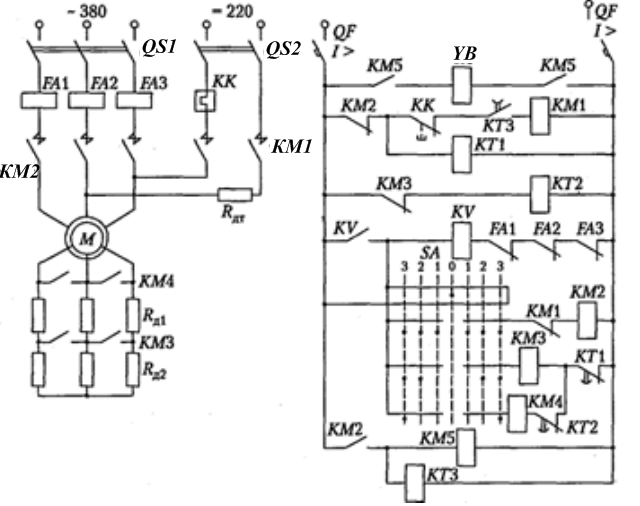 ~ 380
= 220
QS1
QS2
FA1
FA2
FA3
KK
KM2
KM1
Rдт
M
KM4
Rд1
KM3
Rд2
QF
I >
QF
I >
KM5
YB
KM5
KM2
KK
KT3
KM1
KT1
KM3
KT2
KV
KV
FA1
FA2
FA3
SA
3 2 1 0 1 2 3
KM1
KM2
KM3
KT1
KM4
KT2
KM2
KM5
KT3